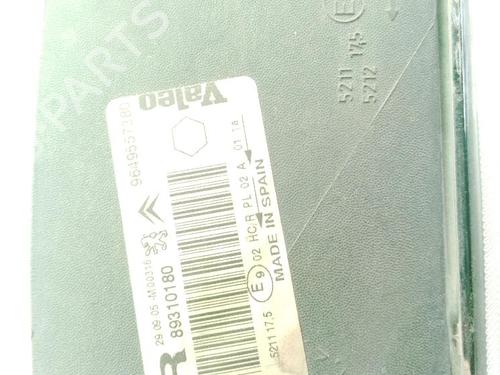 Valeo
9649557380
29 09 05 -M00316
89310180
R
E9 02 HC/R PL 02 A 01 18
MADE IN SPAIN
5211 17,5
E
5211 17,5
5212
PARTS